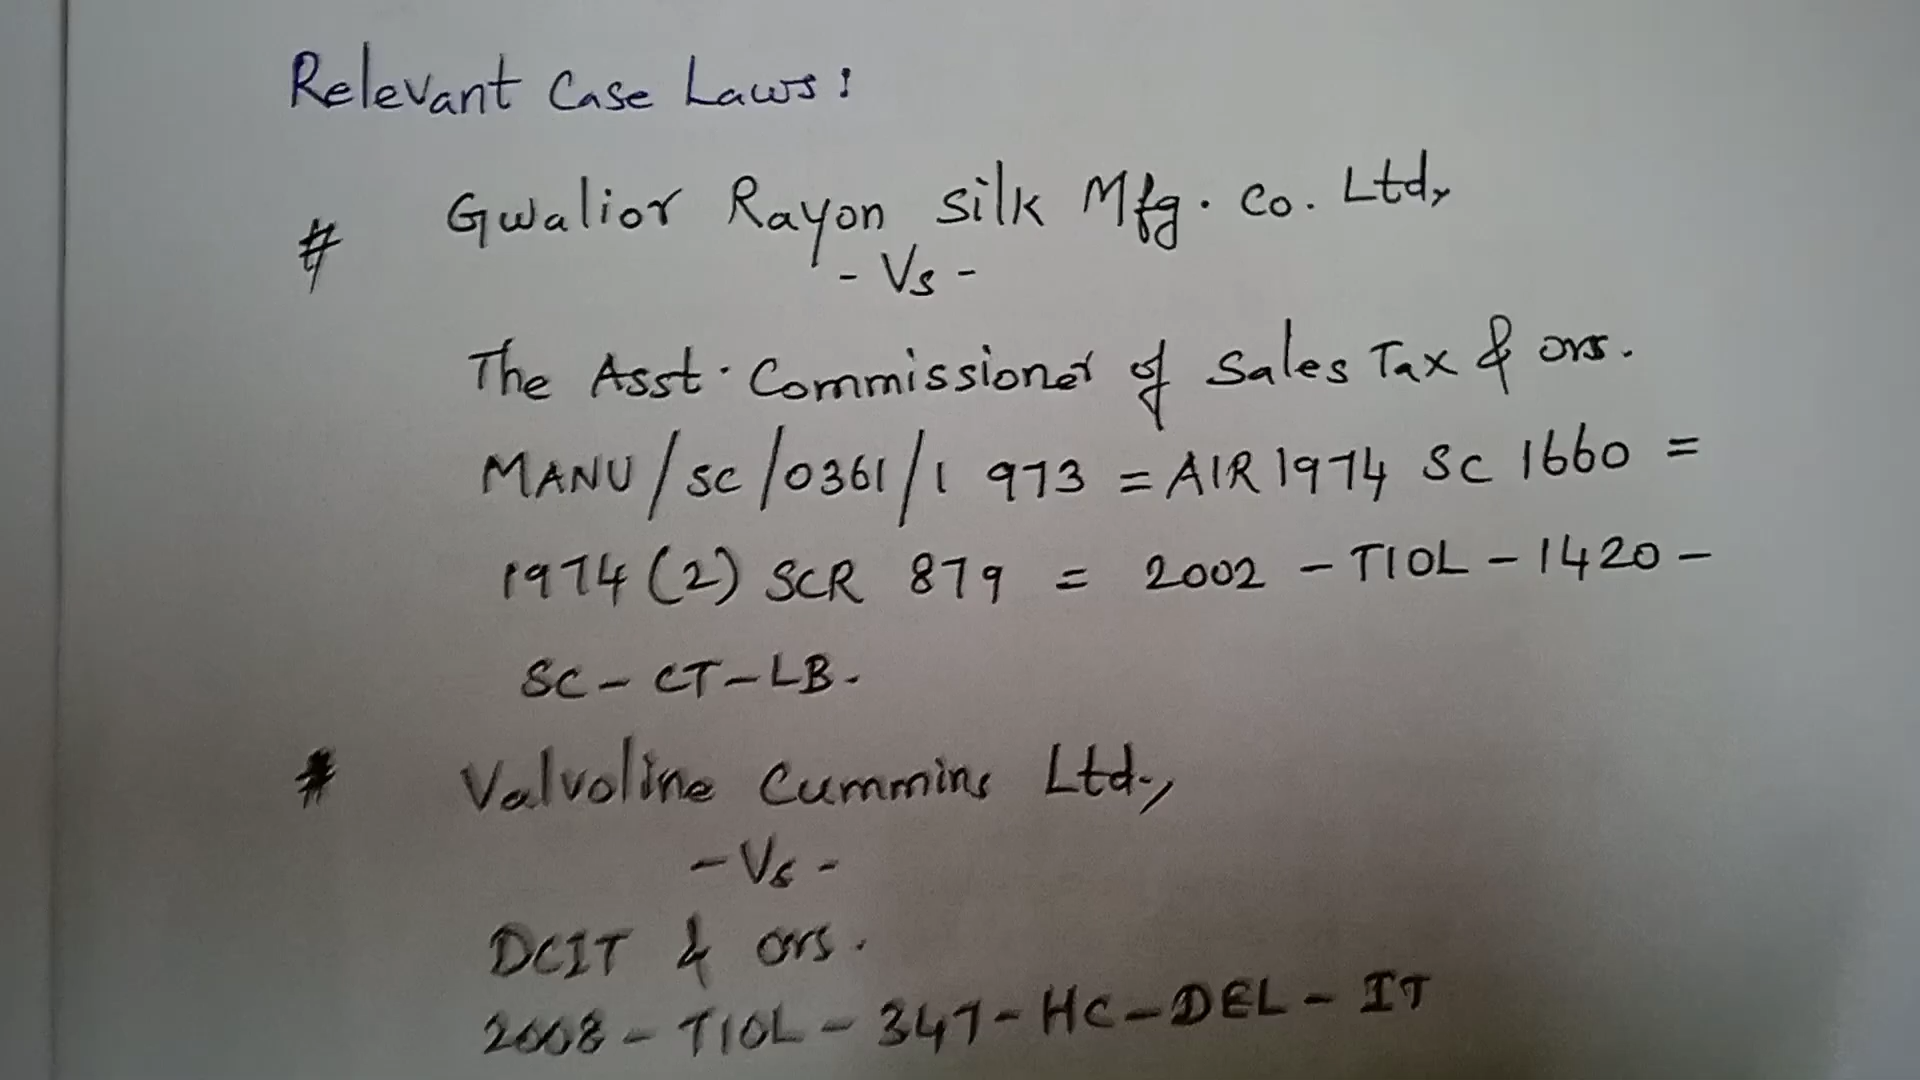 Relevant Case Laws:
# Gwalior Rayon Silk Mfg. Co. Ltd,
- Vs -
The Asst. Commissioner of Sales Tax & ors.
MANU/SC/0361/1 973 = AIR 1974 SC 1660 =
1974 (2) SCR 879 = 2002 - TIOL - 1420 -
SC - CT - LB.
# Valvoline Cummins Ltd.,
- Vs -
DCIT & ors.
2008 - TIOL - 347 - HC - DEL - IT